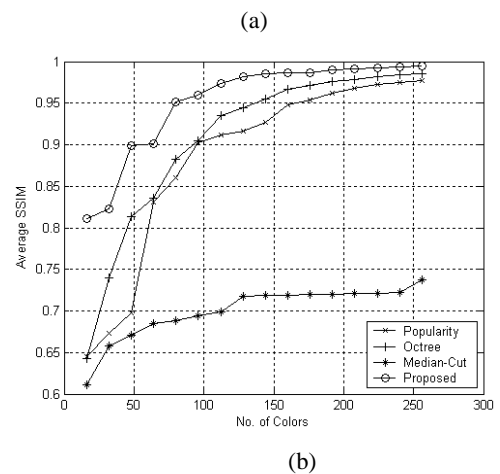 (a)
1
0.95
0.9
0.85
0.8
0.75
0.7
0.65
0.6
Average SSIM
0 50 100 150 200 250 300
No. of Colors
Popularity
Octree
Median-Cut
Proposed
(b)